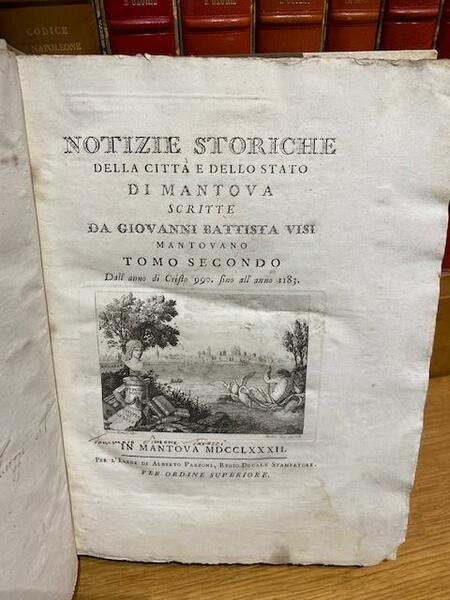 CODICE
NAPOLEONE
NOTIZIE STORICHE
DELLA CITTÀ E DELLO STATO
DI MANTOVA
SCRITTE
DA GIOVANNI BATTISTA VISI
MANTOVANO
TOMO SECONDO
Dall' anno di Cristo 990. fino all' anno 1183.
IN MANTOVA MDCCLXXXII.
PER L'EREDE DI ALBERTO PAZZONI, REGIO-DUCALE STAMPATORE.
PER ORDINE SUPERIORE.